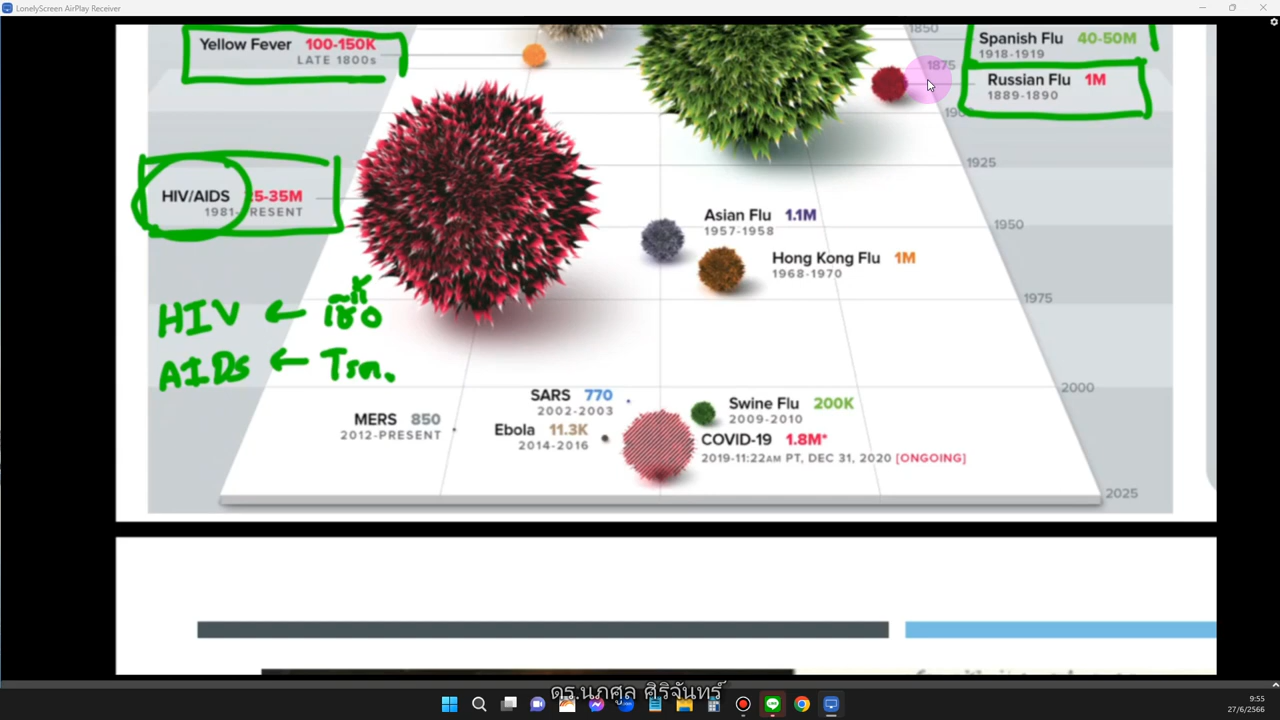 LonelyScreen AirPlay Receiver
Yellow Fever 100-150K
LATE 1800s
1850
Spanish Flu 40-50M
1918-1919
1875
Russian Flu 1M
1889-1890
1925
HIV/AIDS 25-35M
1981-PRESENT
Asian Flu 1.1M
1957-1958
1950
Hong Kong Flu 1M
1968-1970
1975
HIV ← เชื้อ
AIDS ← โรค.
2000
SARS 770
2002-2003
Swine Flu 200K
2009-2010
MERS 850
2012-PRESENT
Ebola 11.3K
2014-2016
COVID-19 1.8M*
2019-11:22AM PT, DEC 31, 2020 [ONGOING]
2025
ดร.นภศูล ศิริจันทร์
9:55
27/6/2566